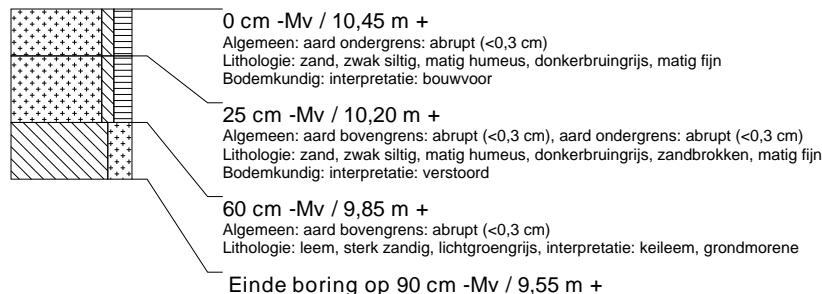 0 cm -Mv / 10,45 m +
Algemeen: aard ondergrens: abrupt (<0,3 cm)
Lithologie: zand, zwak siltig, matig humeus, donkerbruingrijs, matig fijn
Bodemkundig: interpretatie: bouwvoor
25 cm -Mv / 10,20 m +
Algemeen: aard bovengrens: abrupt (<0,3 cm), aard ondergrens: abrupt (<0,3 cm)
Lithologie: zand, zwak siltig, matig humeus, donkerbruingrijs, zandbrokken, matig fijn
Bodemkundig: interpretatie: verstoord
60 cm -Mv / 9,85 m +
Algemeen: aard bovengrens: abrupt (<0,3 cm)
Lithologie: leem, sterk zandig, lichtgroengrijs, interpretatie: keileem, grondmorene
Einde boring op 90 cm -Mv / 9,55 m +